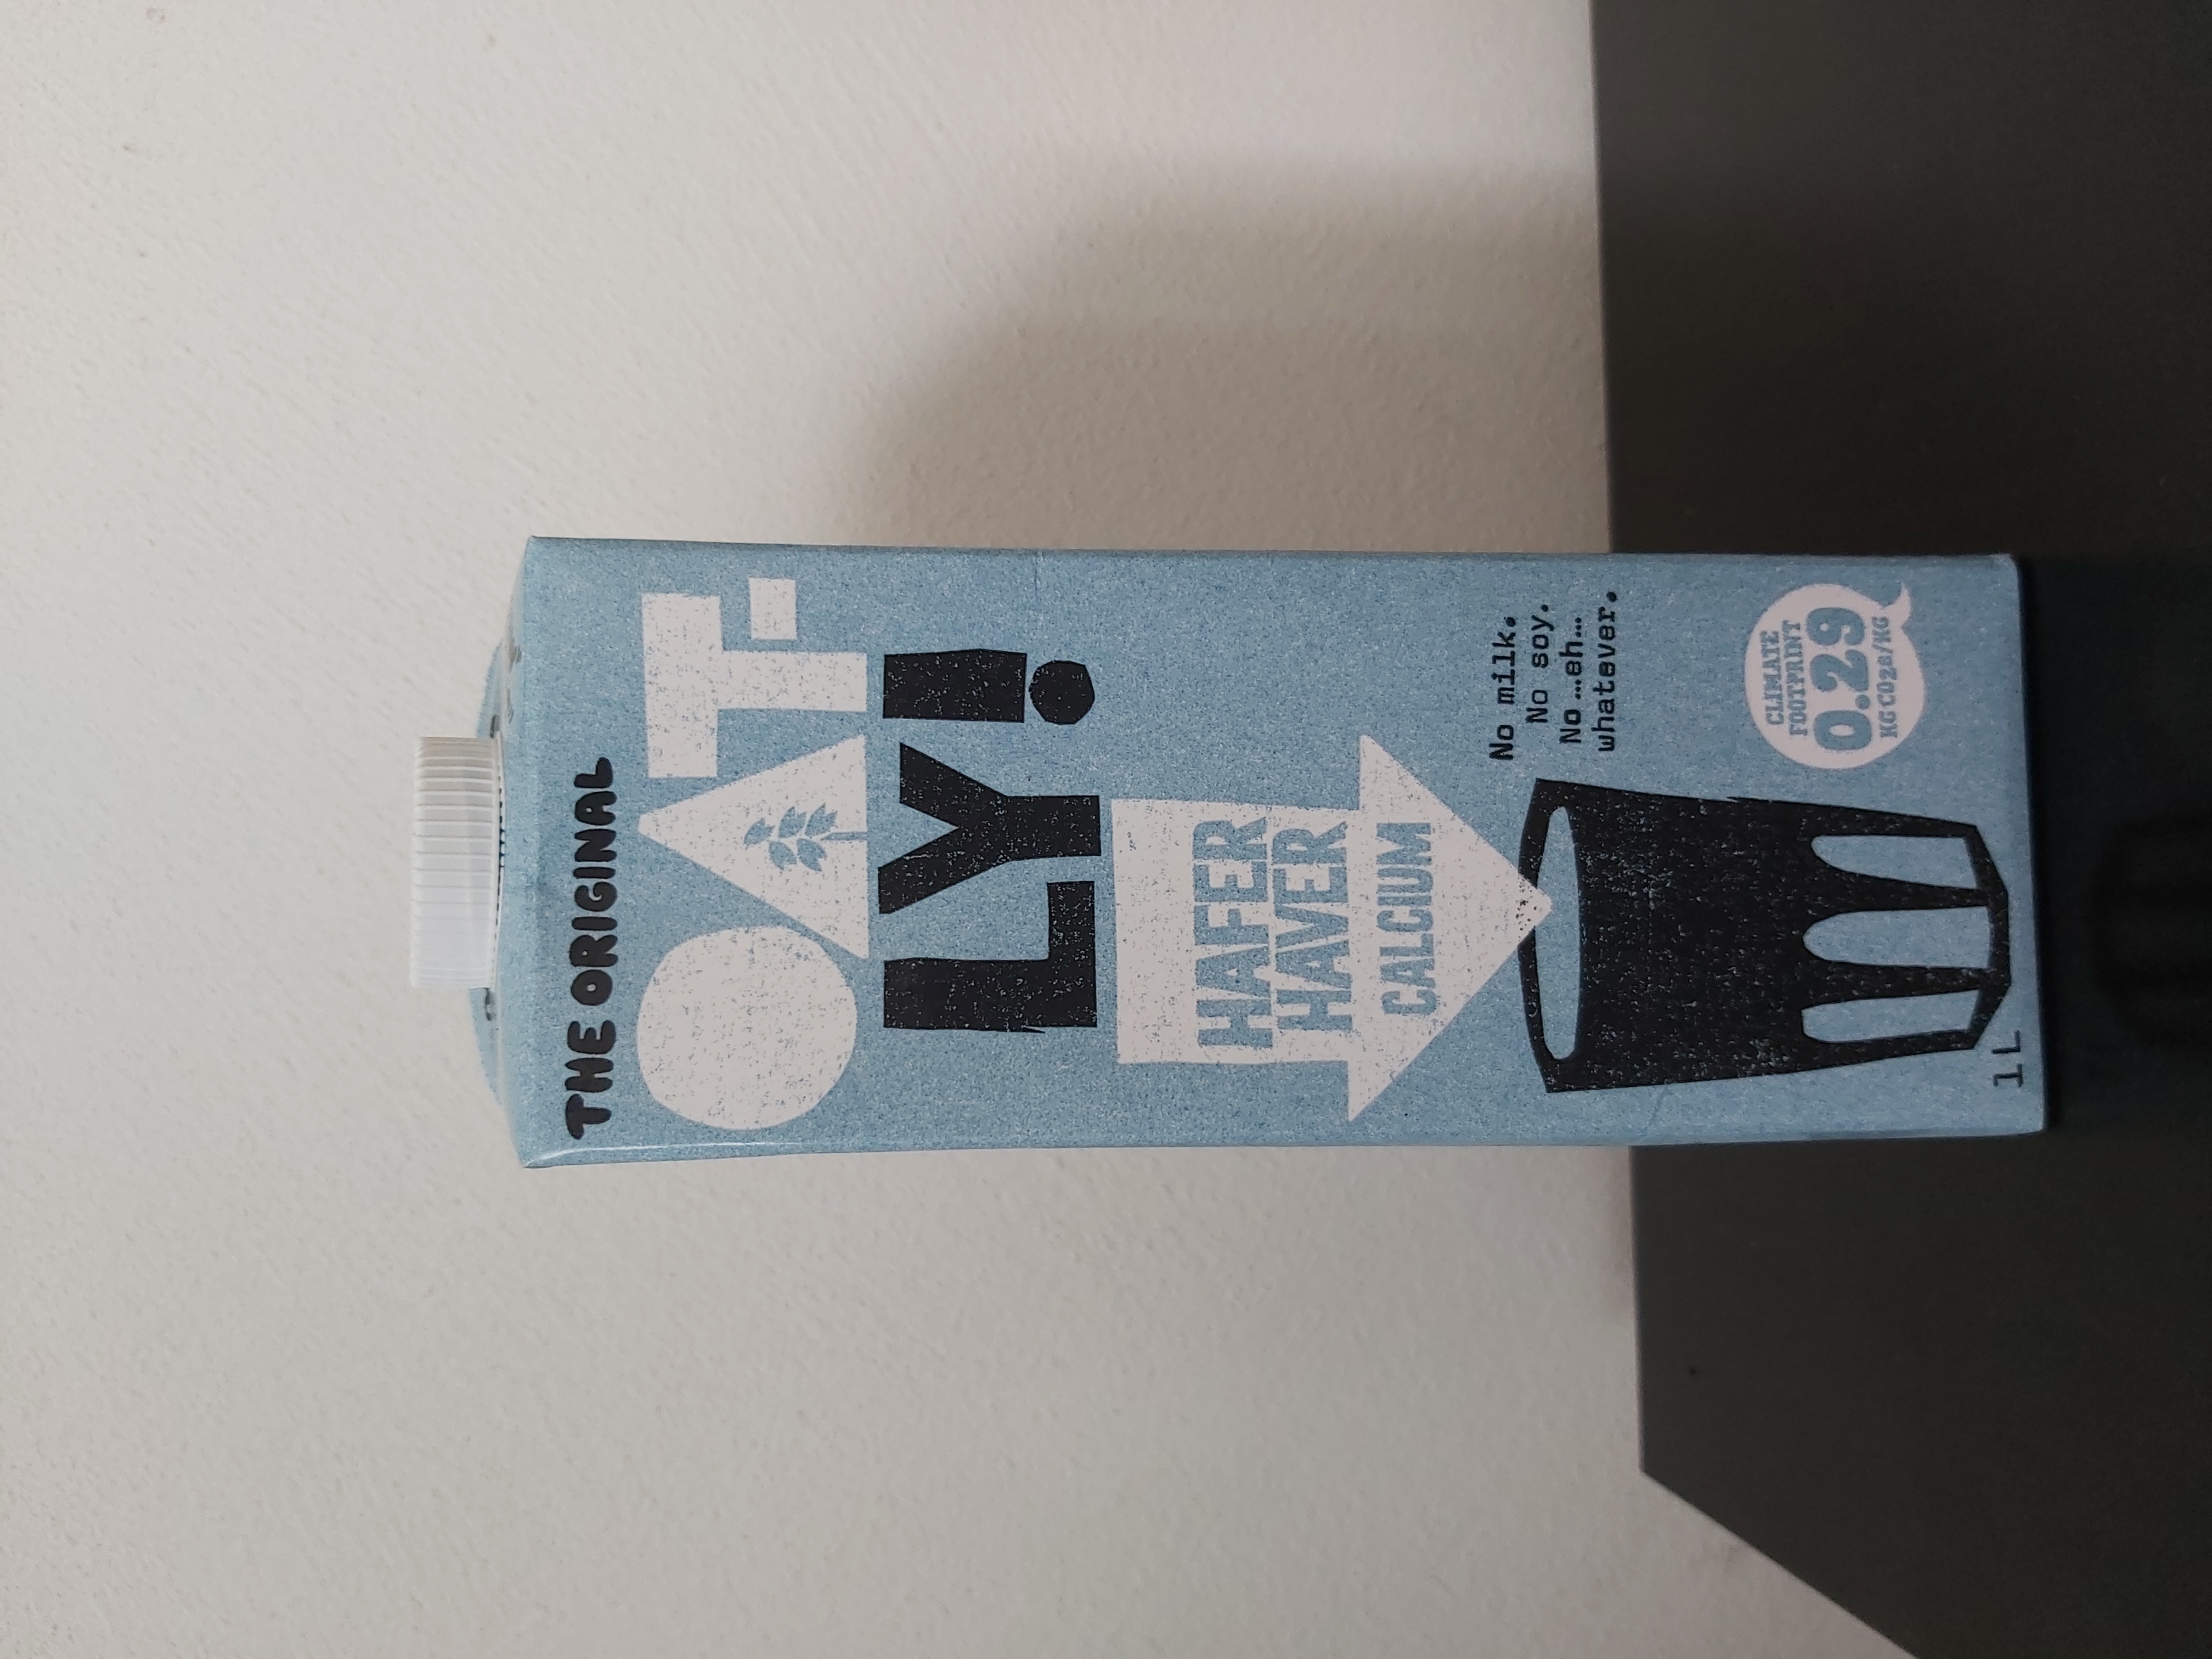 THE ORIGINAL
OAT-
LY!
HAFER
HAVER
CALCIUM
No milk.
No soy.
No ...eh...
whatever.
CLIMATE
FOOTPRINT
0.29
KG CO2e/KG
1L